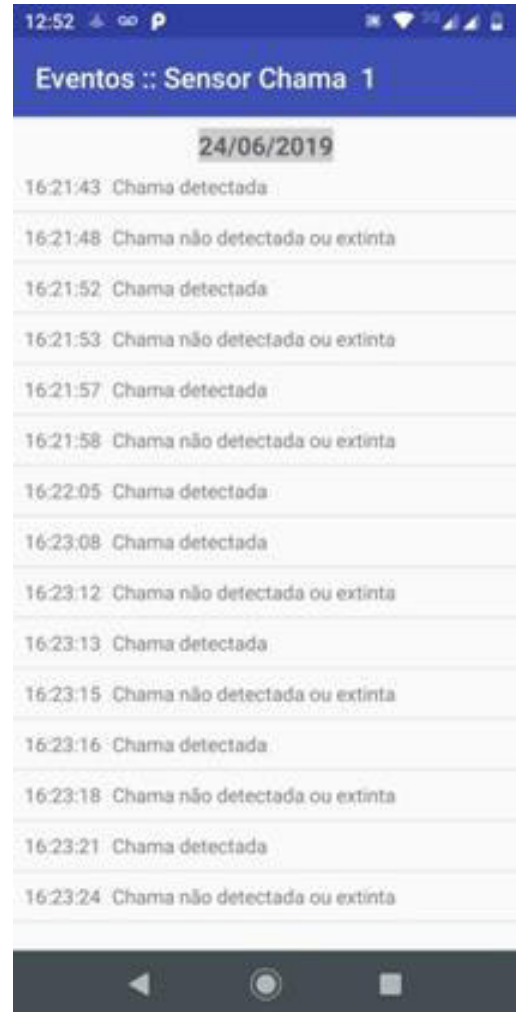 12:52
Eventos :: Sensor Chama 1
24/06/2019
16:21:43 Chama detectada
16:21:48 Chama não detectada ou extinta
16:21:52 Chama detectada
16:21:53 Chama não detectada ou extinta
16:21:57 Chama detectada
16:21:58 Chama não detectada ou extinta
16:22:05 Chama detectada
16:23:08 Chama detectada
16:23:12 Chama não detectada ou extinta
16:23:13 Chama detectada
16:23:15 Chama não detectada ou extinta
16:23:16 Chama detectada
16:23:18 Chama não detectada ou extinta
16:23:21 Chama detectada
16:23:24 Chama não detectada ou extinta